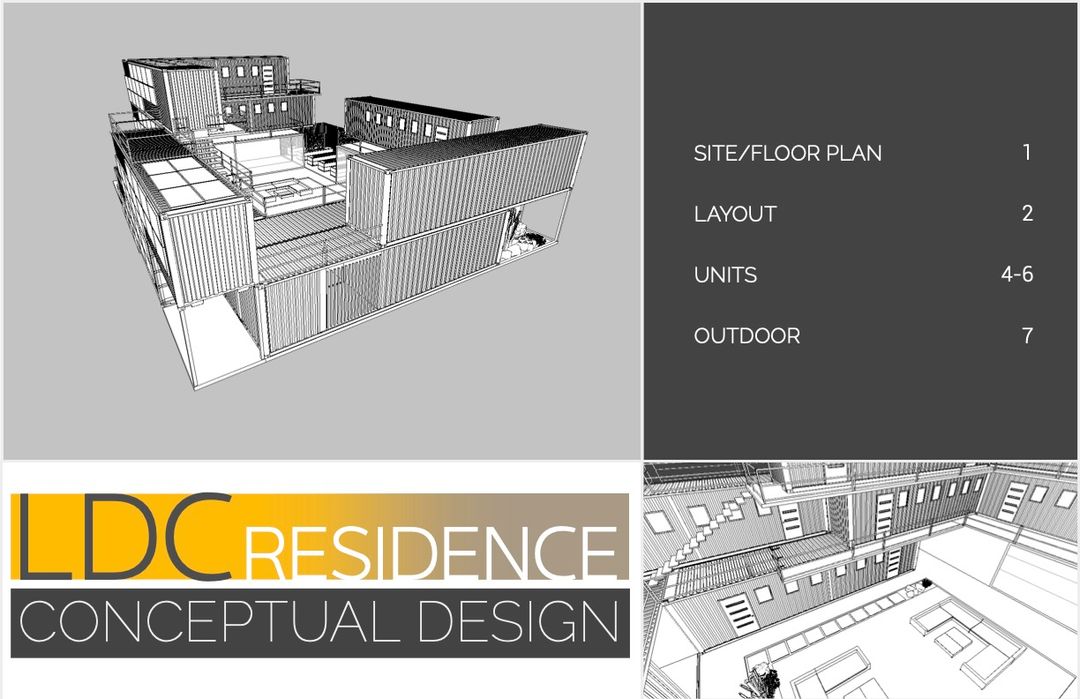 SITE/FLOOR PLAN 1
LAYOUT 2
UNITS 4-6
OUTDOOR 7
LDC RESIDENCE
CONCEPTUAL DESIGN